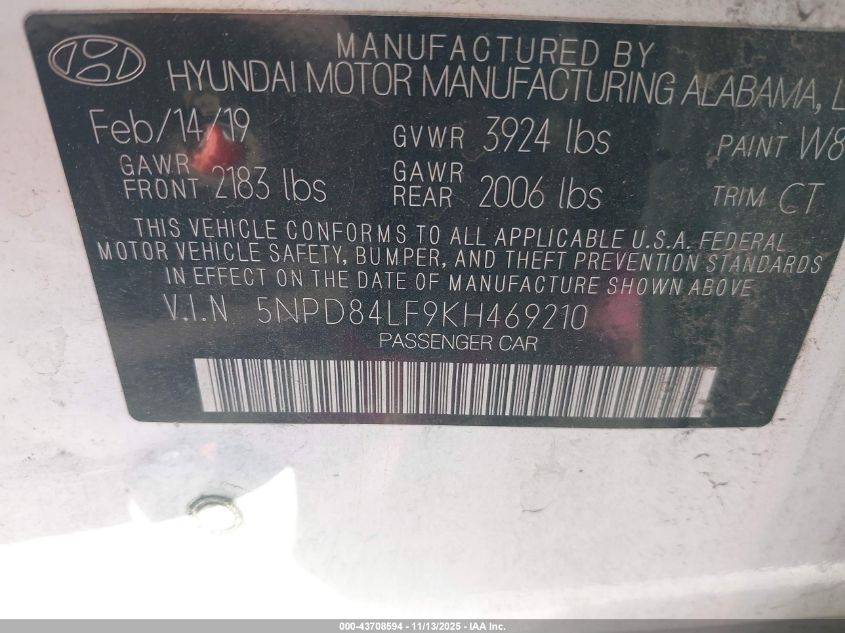 MANUFACTURED BY
HYUNDAI MOTOR MANUFACTURING ALABAMA, L
Feb/14/19 GVWR 3924 lbs PAINT W8
GAWR FRONT 2183 lbs GAWR REAR 2006 lbs TRIM CT
THIS VEHICLE CONFORMS TO ALL APPLICABLE U.S.A. FEDERAL
MOTOR VEHICLE SAFETY, BUMPER, AND THEFT PREVENTION STANDARDS
IN EFFECT ON THE DATE OF MANUFACTURE SHOWN ABOVE
V.I.N 5NPD84LF9KH469210
PASSENGER CAR
000-43708594 - 11/13/2025 - IAA Inc.